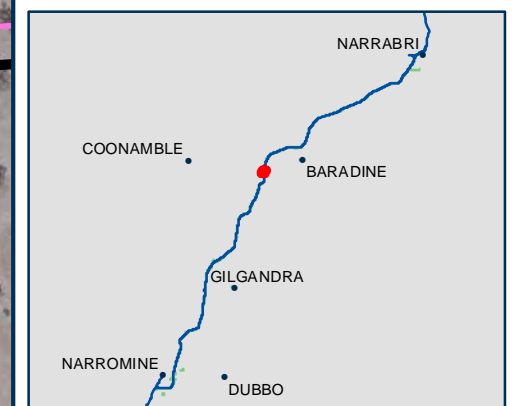 NARRABRI
COONAMBLE
BARADINE
GILGANDRA
NARROMINE
DUBBO